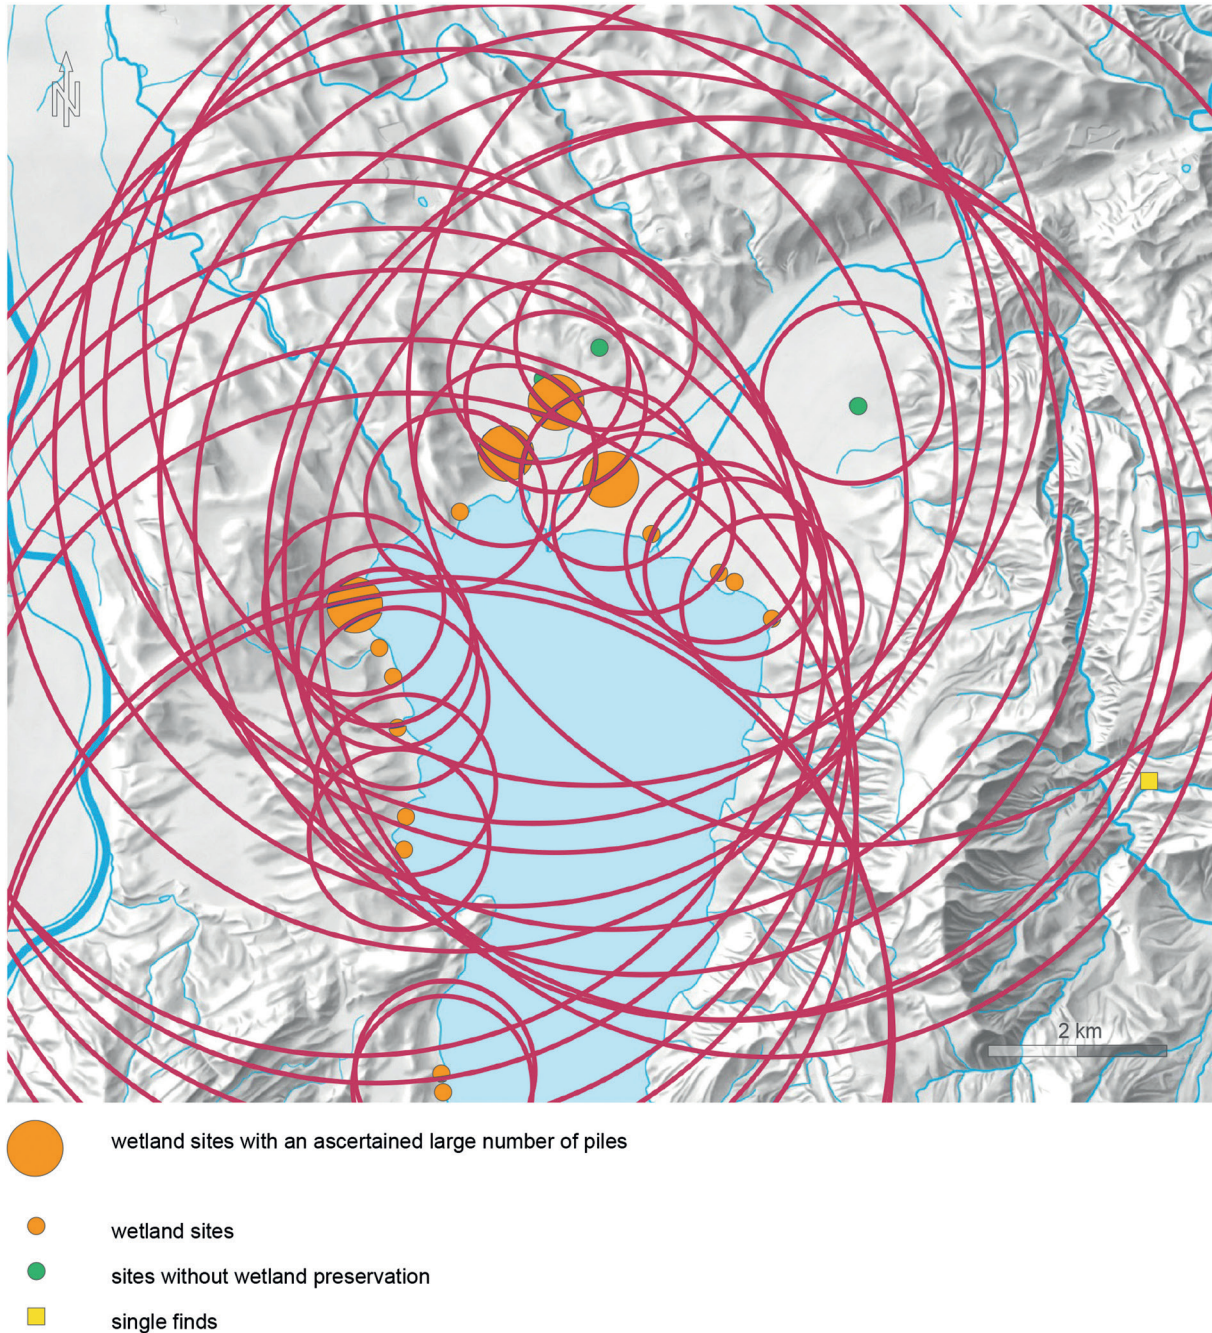 N
2 km
wetland sites with an ascertained large number of piles
wetland sites
sites without wetland preservation
single finds